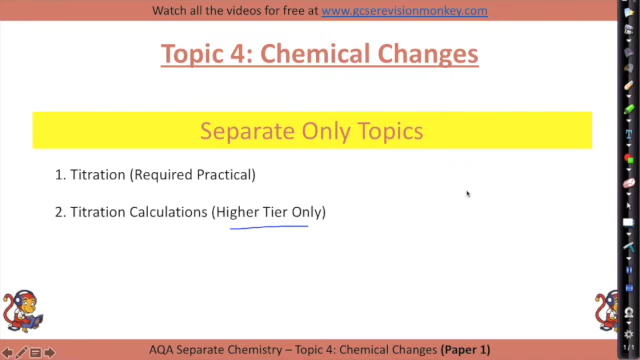 Watch all the videos for free at www.gcserevisionmonkey.com
Topic 4: Chemical Changes
Separate Only Topics
1. Titration (Required Practical)
2. Titration Calculations (Higher Tier Only)
AQA Separate Chemistry – Topic 4: Chemical Changes (Paper 1)